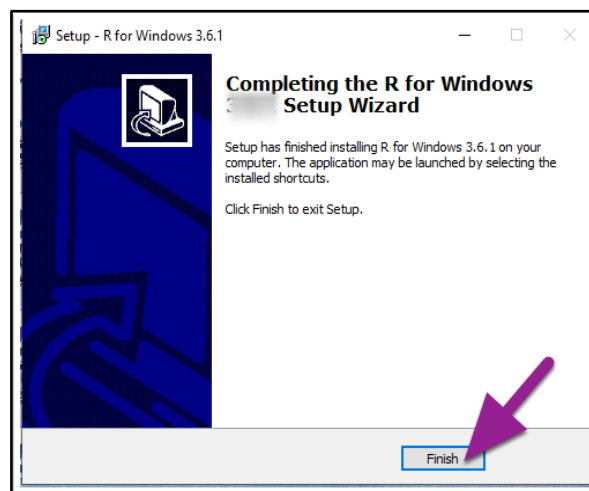 Setup - R for Windows 3.6.1
Completing the R for Windows
Setup Wizard
Setup has finished installing R for Windows 3.6.1 on your
computer. The application may be launched by selecting the
installed shortcuts.
Click Finish to exit Setup.
Finish